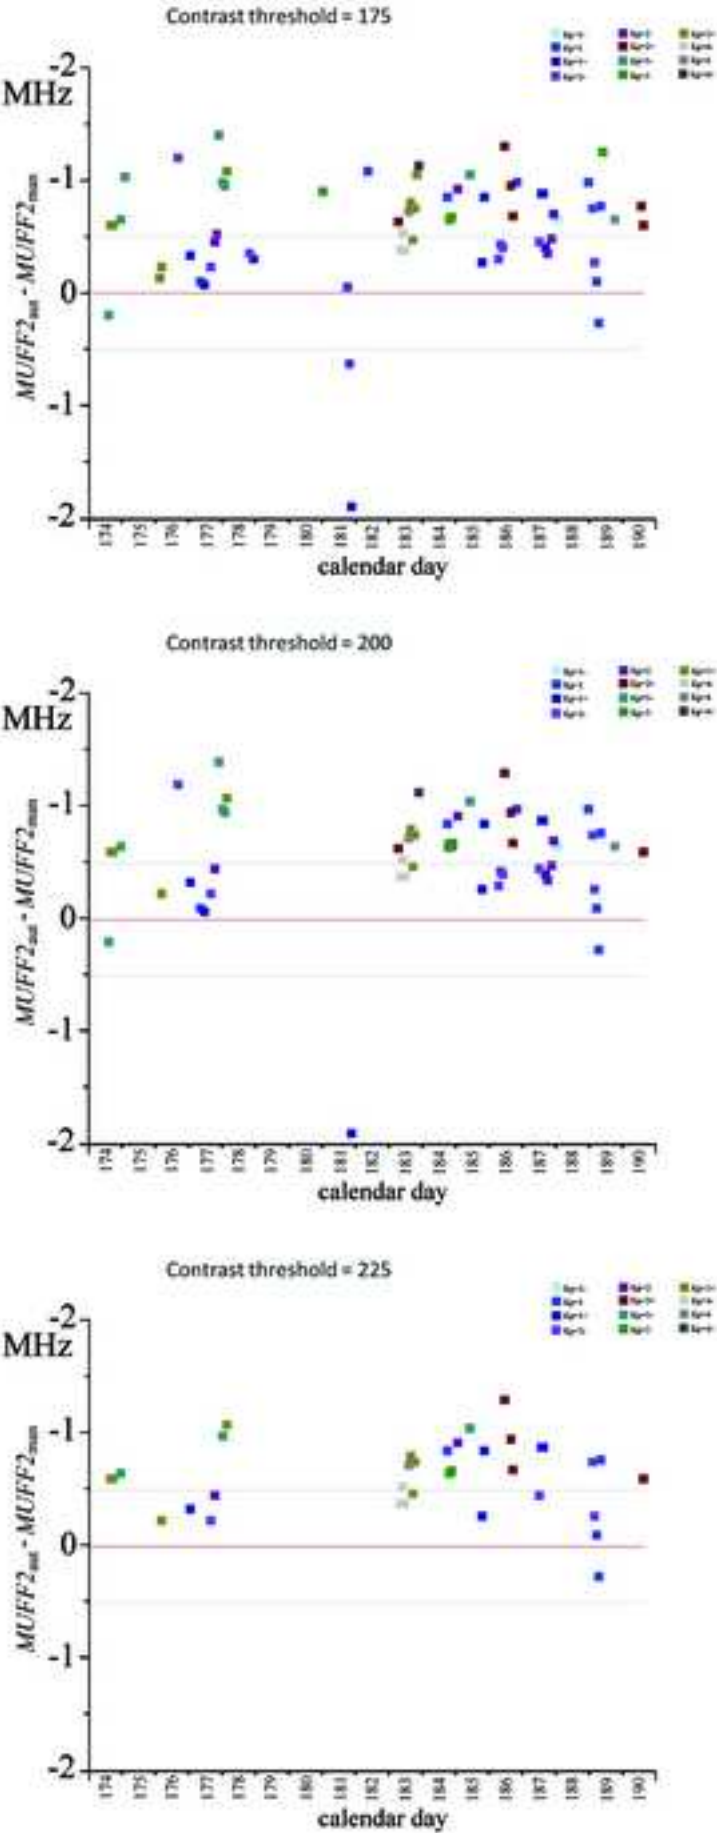 Contrast threshold = 175
-2
MHz
-1
0
-1
-2
MUFF2aut - MUFF2man
174 175 176 177 178 179 180 181 182 183 184 185 186 187 188 189 190
calendar day
Contrast threshold = 200
-2
MHz
-1
0
-1
-2
MUFF2aut - MUFF2man
174 175 176 177 178 179 180 181 182 183 184 185 186 187 188 189 190
calendar day
Contrast threshold = 225
-2
MHz
-1
0
-1
-2
MUFF2aut - MUFF2man
174 175 176 177 178 179 180 181 182 183 184 185 186 187 188 189 190
calendar day